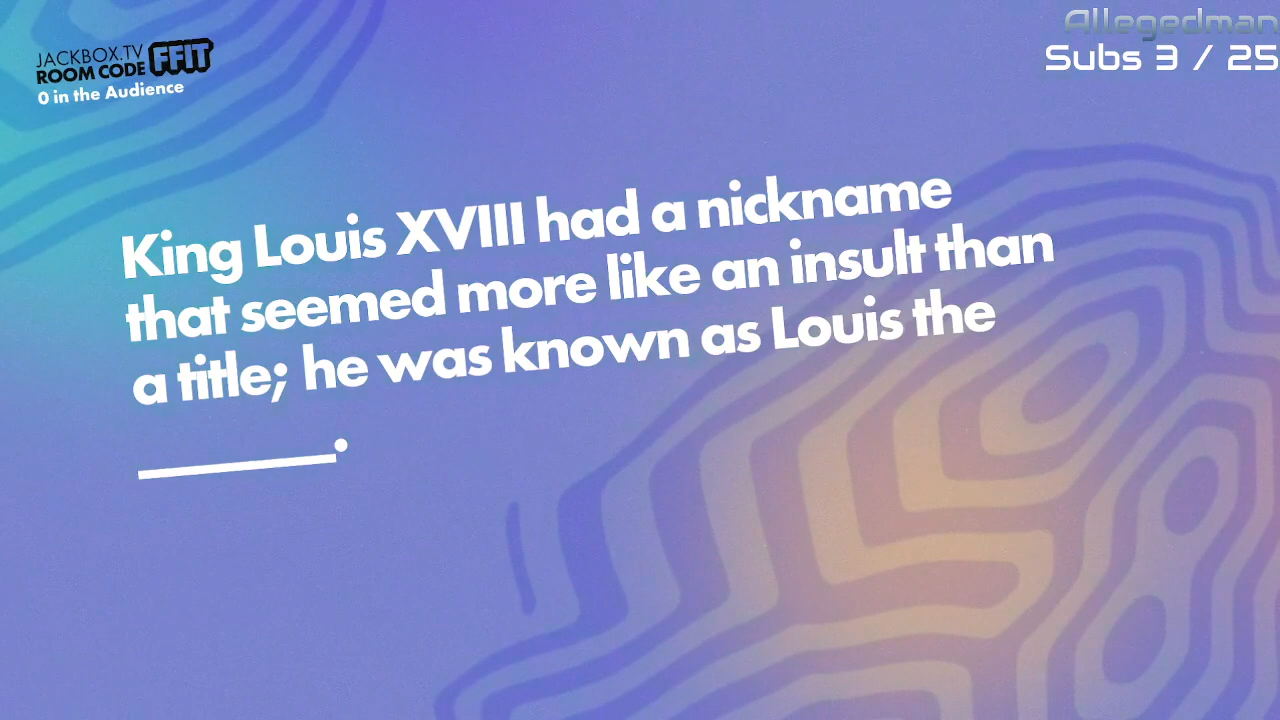 JACKBOX.TV
ROOM CODE FFIT
0 in the Audience
Allegedman
Subs 3 / 25
King Louis XVIII had a nickname
that seemed more like an insult than
a title; he was known as Louis the
______.